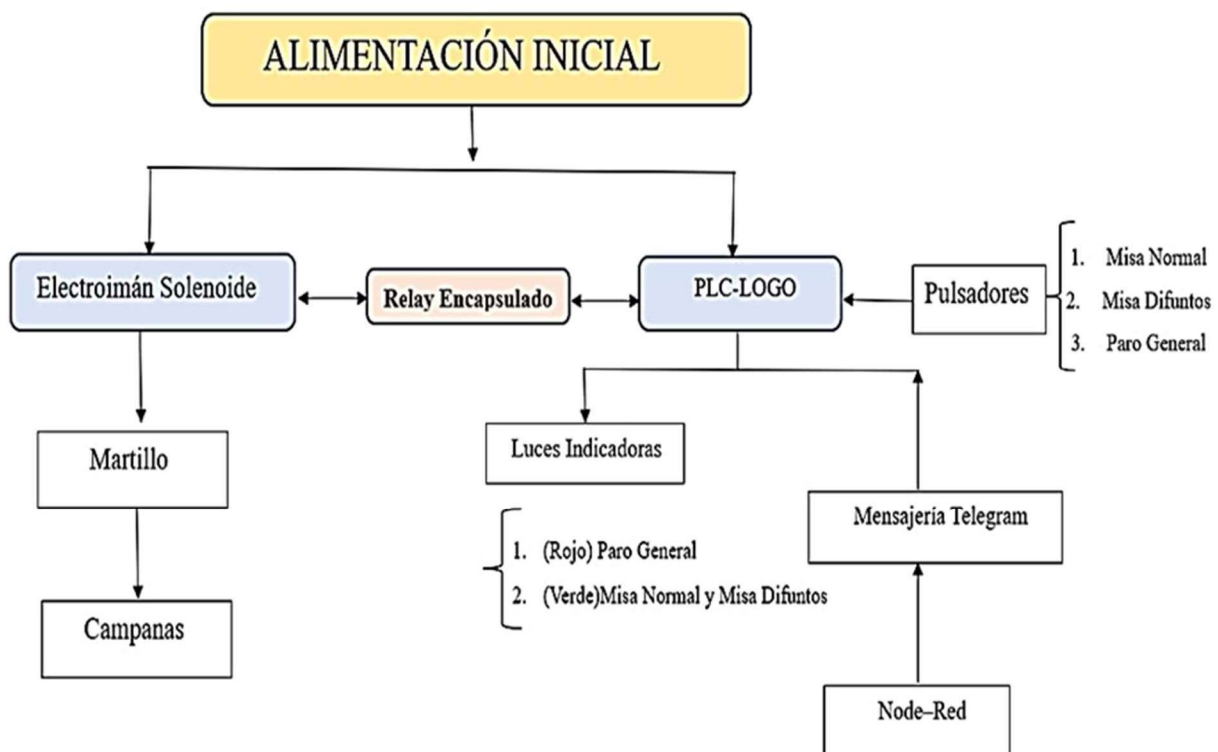 ALIMENTACIÓN INICIAL
Electroimán Solenoide
Relay Encapsulado
PLC-LOGO
Pulsadores
1. Misa Normal
2. Misa Difuntos
3. Paro General
Martillo
Luces Indicadoras
Mensajería Telegram
1. (Rojo) Paro General
2. (Verde)Misa Normal y Misa Difuntos
Campanas
Node–Red